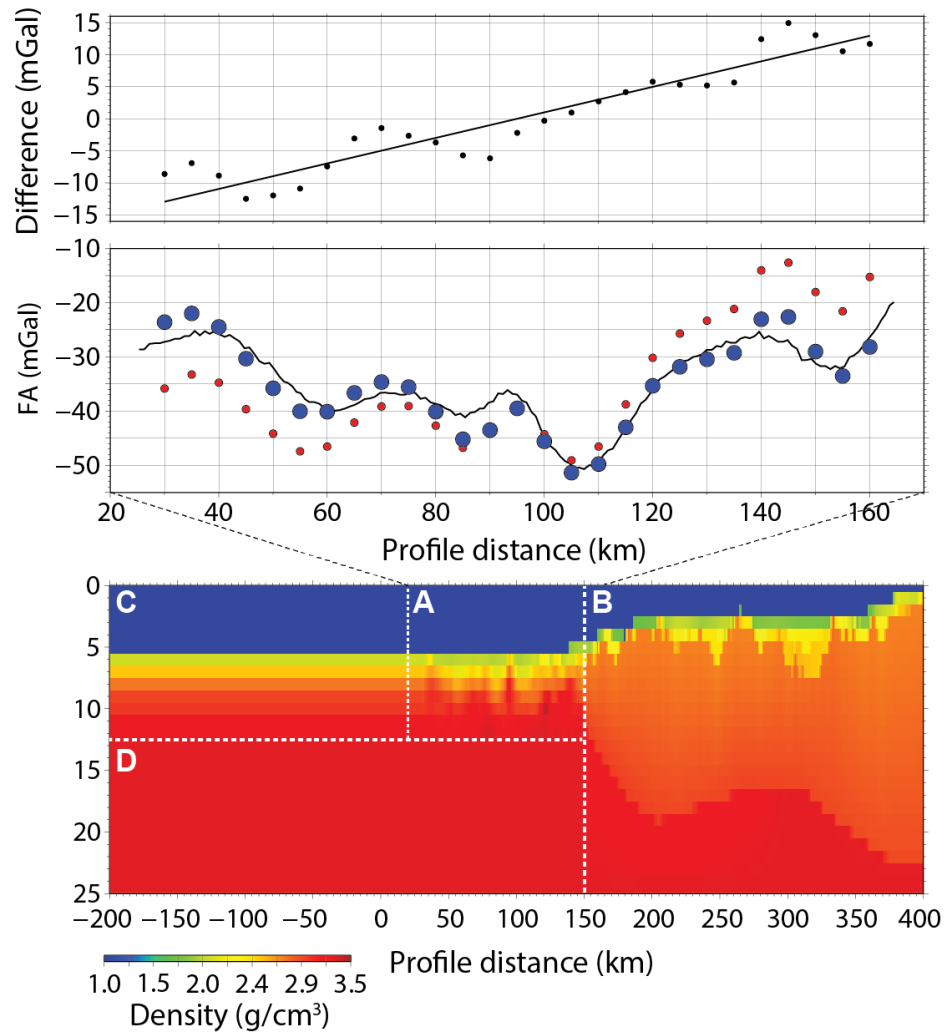 15
10
5
0
−5
−10
−15
Difference (mGal)
−10
−20
−30
−40
−50
FA (mGal)
20 40 60 80 100 120 140 160
Profile distance (km)
0
5
10
15
20
25
C A B
D
−200 −150 −100 −50 0 50 100 150 200 250 300 350 400
Profile distance (km)
1.0 1.5 2.0 2.4 2.9 3.5
Density (g/cm³)